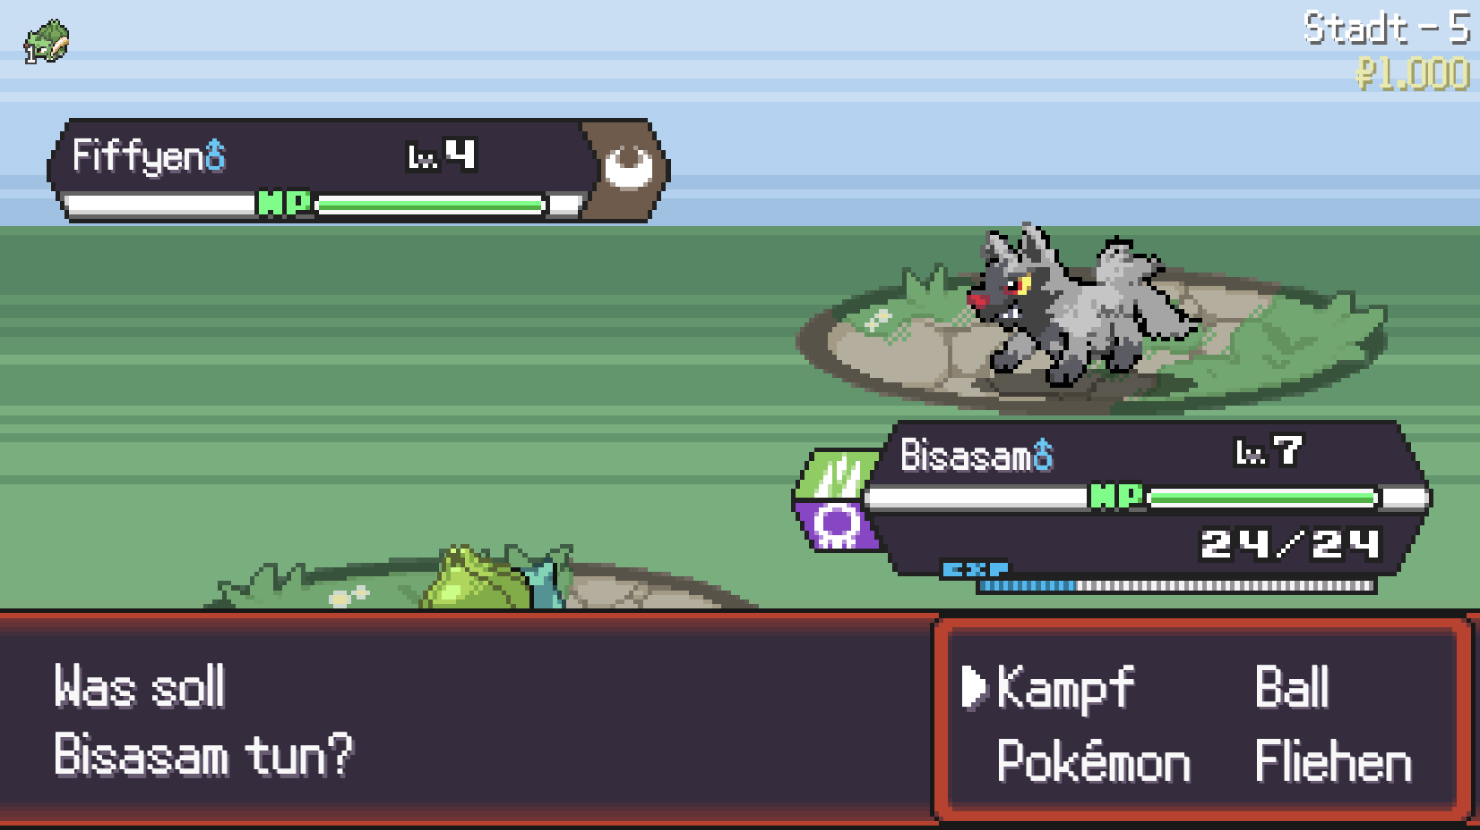 1
Stadt - 5
₽1.000
Fiffyen♂ Lv. 4
HP
Bisasam♂ Lv. 7
HP
24/24
EXP
Was soll
Bisasam tun?
Kampf Ball
Pokémon Fliehen